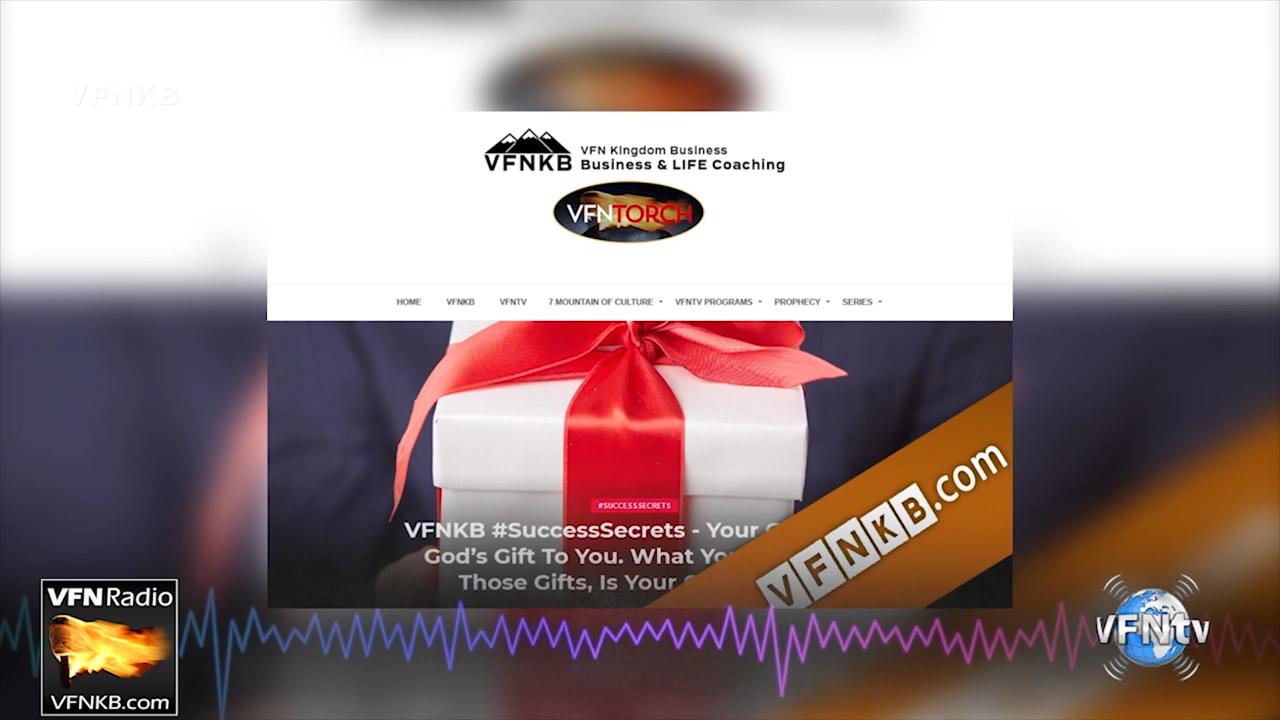 VFNKB
VFNKB
VFN Kingdom Business
Business & LIFE Coaching
VFNTORCH
HOME VFNKB VFNTV 7 MOUNTAIN OF CULTURE VFNTV PROGRAMS PROPHECY SERIES
#SUCCESSSECRETS
VFNKB #SuccessSecrets - Your
God's Gift To You. What
Those Gifts, Is Your
VFNKB.com
VFN Radio
VFNKB.com
VFNtv